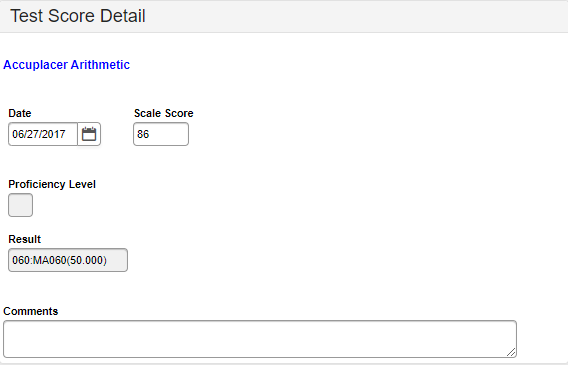 Test Score Detail
Accuplacer Arithmetic
Date Scale Score
06/27/2017 86
Proficiency Level
Result
060:MA060(50.000)
Comments